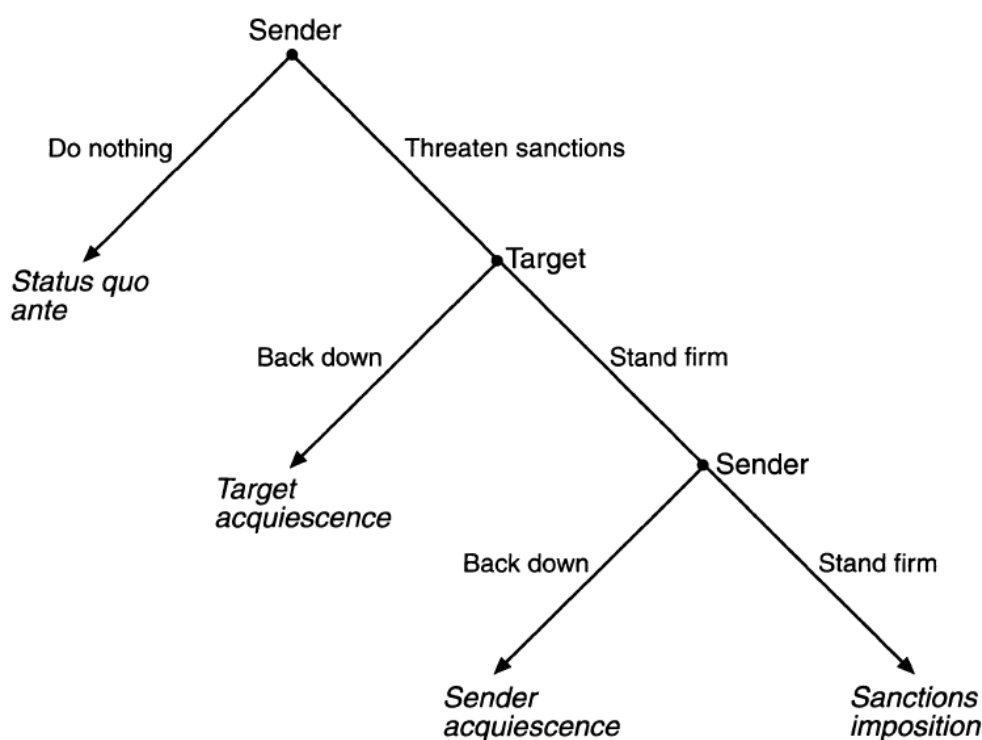 Sender
Do nothing
Threaten sanctions
Status quo
ante
Target
Back down
Stand firm
Target
acquiescence
Sender
Back down
Stand firm
Sender
acquiescence
Sanctions
imposition